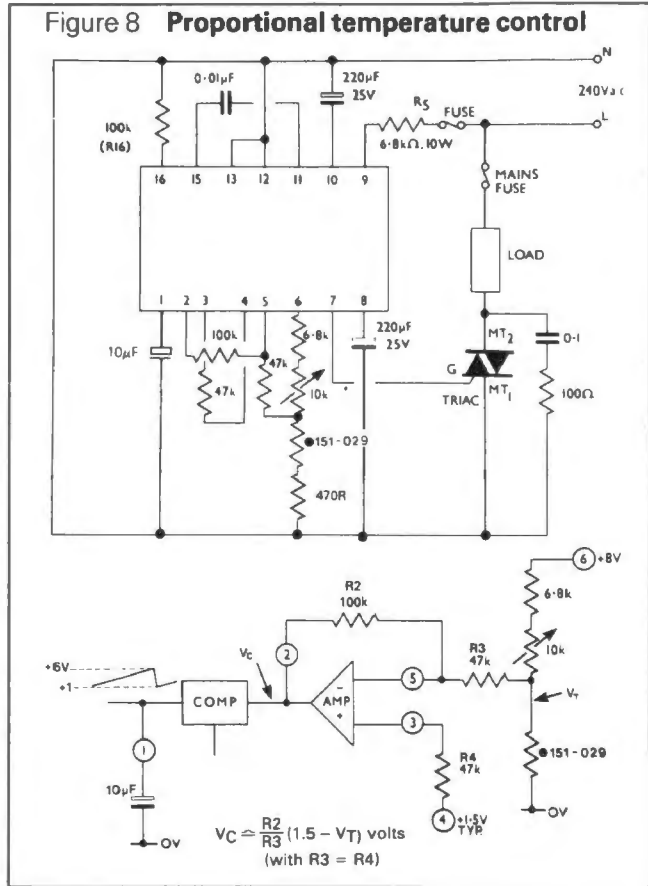 Figure 8 Proportional temperature control
N
0·01µF
220µF
25V
240Va c
100k
(R16)
R5
FUSE
L
6·8kΩ,10W
MAINS
FUSE
16 15 13 12 11 10 9
LOAD
1 2 3 4 5 6 7 8
100k
6·8k
220µF
25V
MT2
0·1
10µF
47k
47k
10k
G
TRIAC
MT1
100Ω
151-029
470R
6 +8V
R2
100k
6·8k
+6V
+1
VC
2
R3
47k
10k
COMP
AMP
5
3
VT
1
R4
47k
151-029
10µF
4 +1·5V
TYP.
0V
0V
VC ≏ R2/R3 (1.5 – VT) volts
(with R3 = R4)